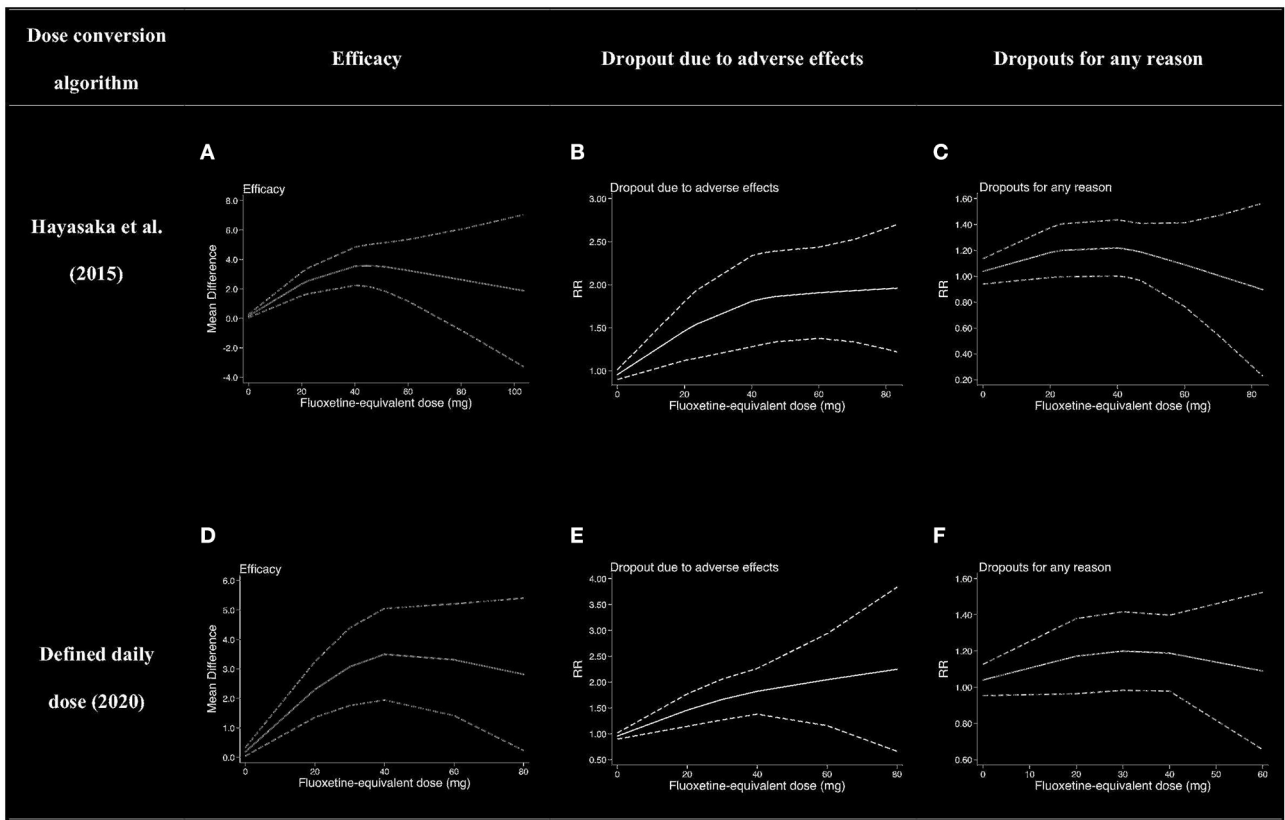 Dose conversion
algorithm
Efficacy
Dropout due to adverse effects
Dropouts for any reason
Hayasaka et al.
(2015)
A
Efficacy
8.0
6.0
4.0
2.0
0.0
-2.0
-4.0
Mean Difference
0 20 40 60 80 100
Fluoxetine-equivalent dose (mg)
B
Dropout due to adverse effects
3.00
2.50
2.00
1.50
1.00
RR
0 20 40 60 80
Fluoxetine-equivalent dose (mg)
C
Dropouts for any reason
1.60
1.40
1.20
1.00
0.80
0.60
0.40
0.20
RR
0 20 40 60 80
Fluoxetine-equivalent dose (mg)
Defined daily
dose (2020)
D
Efficacy
6.0
5.0
4.0
3.0
2.0
1.0
0.0
Mean Difference
0 20 40 60 80
Fluoxetine-equivalent dose (mg)
E
Dropout due to adverse effects
4.00
3.50
3.00
2.50
2.00
1.50
1.00
0.50
RR
0 20 40 60 80
Fluoxetine-equivalent dose (mg)
F
Dropouts for any reason
1.60
1.40
1.20
1.00
0.80
0.60
RR
0 10 20 30 40 50 60
Fluoxetine-equivalent dose (mg)